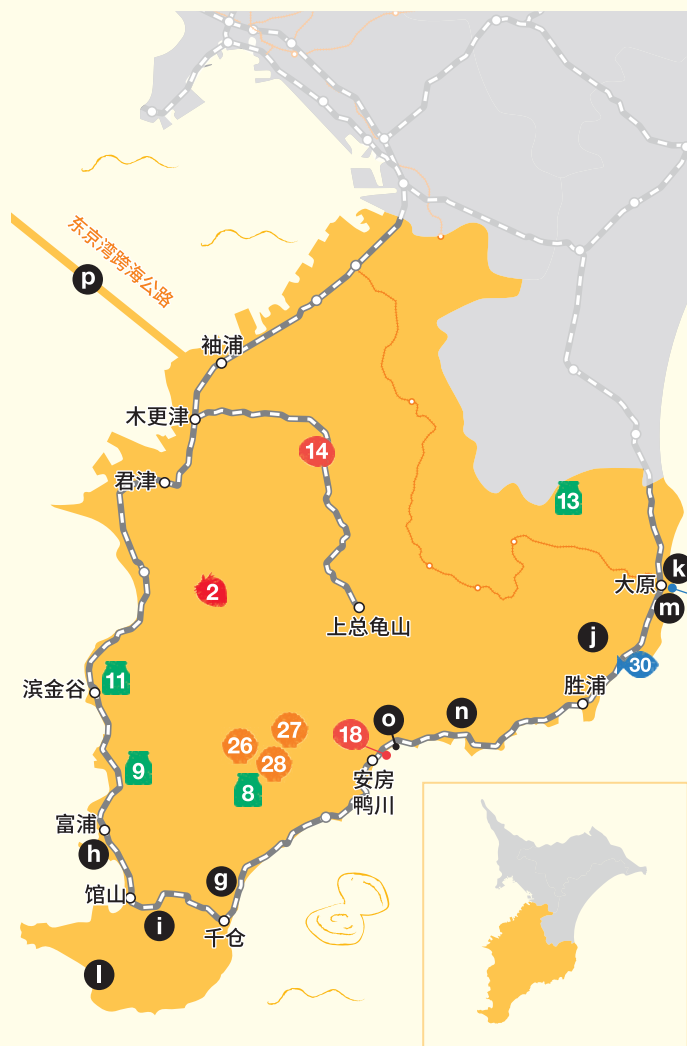 东京湾跨海公路
p
袖浦
木更津
14
君津
13
2
大原
k
m
上总龟山
j
30
11
滨金谷
胜浦
o
n
27
18
26
28
9
安房
鸭川
8
富浦
h
g
馆山
i
千仓
l